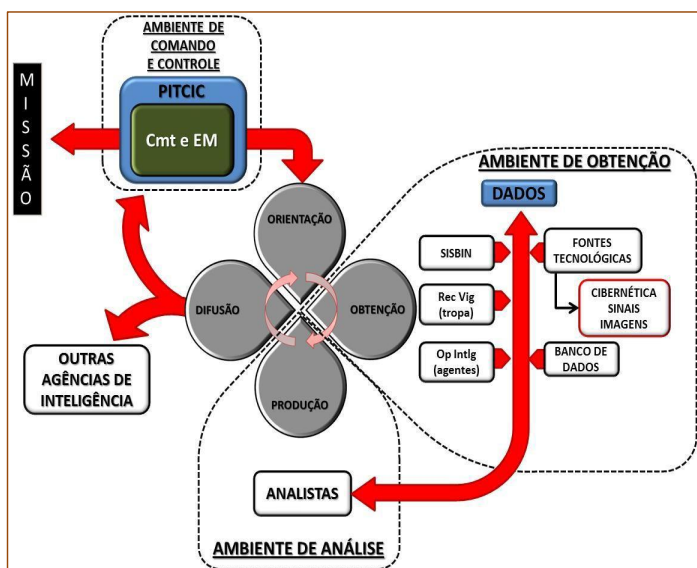 AMBIENTE DE
COMANDO
E CONTROLE
PITCIC
Cmt e EM
M
I
S
S
Ã
O
ORIENTAÇÃO
DIFUSÃO
OBTENÇÃO
PRODUÇÃO
OUTRAS
AGÊNCIAS DE
INTELIGÊNCIA
AMBIENTE DE OBTENÇÃO
DADOS
SISBIN
FONTES
TECNOLÓGICAS
Rec Vig
(tropa)
CIBERNÉTICA
SINAIS
IMAGENS
Op Intlg
(agentes)
BANCO DE
DADOS
ANALISTAS
AMBIENTE DE ANÁLISE